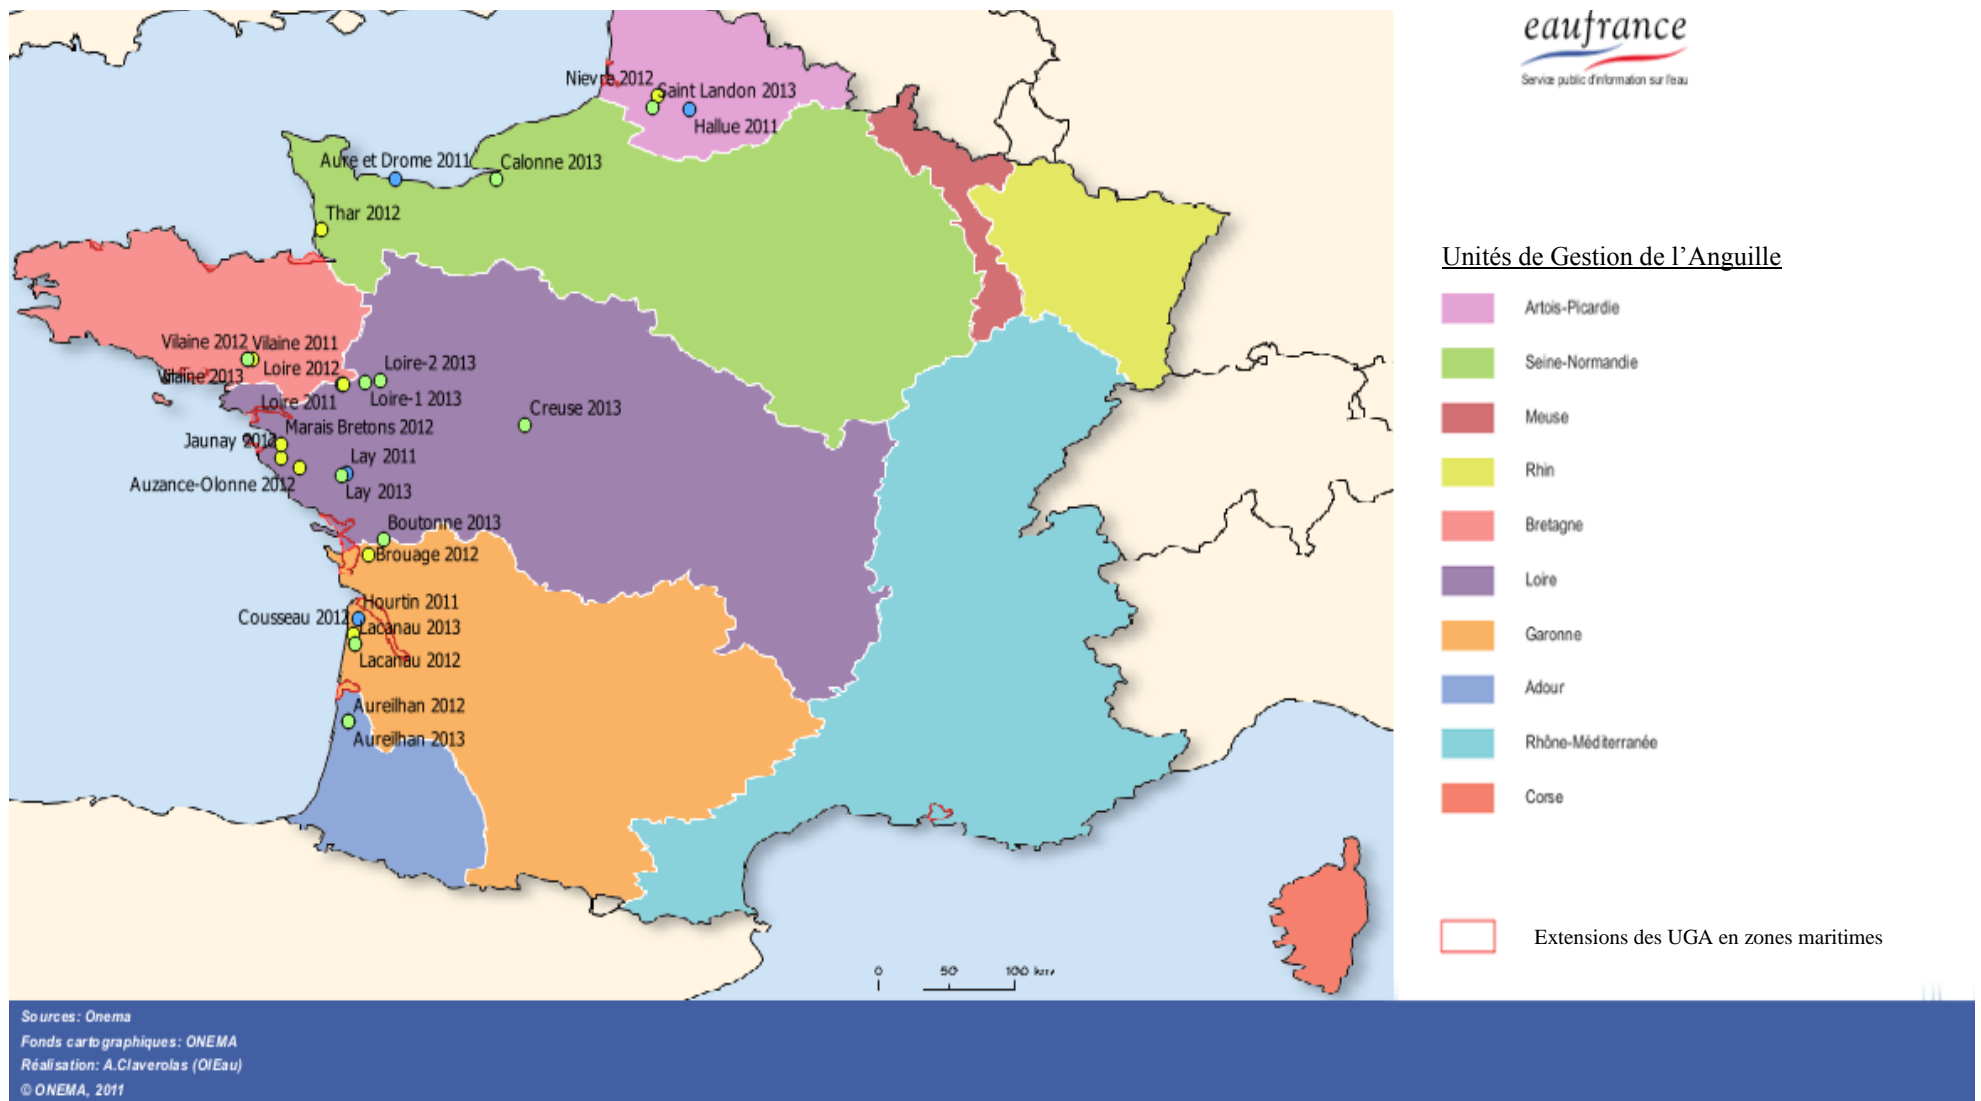 eaufrance
Service public d'information sur l'eau
Nievre 2012
Saint Landon 2013
Hallue 2011
Aure et Drome 2011
Calonne 2013
Thar 2012
Vilaine 2012
Vilaine 2011
Vilaine 2013
Loire 2012
Loire-2 2013
Loire 2011
Loire-1 2013
Creuse 2013
Marais Bretons 2012
Jaunay 2012
Lay 2011
Auzance-Olonne 2012
Lay 2013
Boutonne 2013
Brouage 2012
Hourtin 2011
Cousseau 2012
Lacanau 2013
Lacanau 2012
Aureilhan 2012
Aureilhan 2013
0 50 100 km
Unités de Gestion de l'Anguille
Artois-Picardie
Seine-Normandie
Meuse
Rhin
Bretagne
Loire
Garonne
Adour
Rhône-Méditerranée
Corse
Extensions des UGA en zones maritimes
Sources: Onema
Fonds cartographiques: ONEMA
Réalisation: A.Claverolas (OIEau)
© ONEMA, 2011